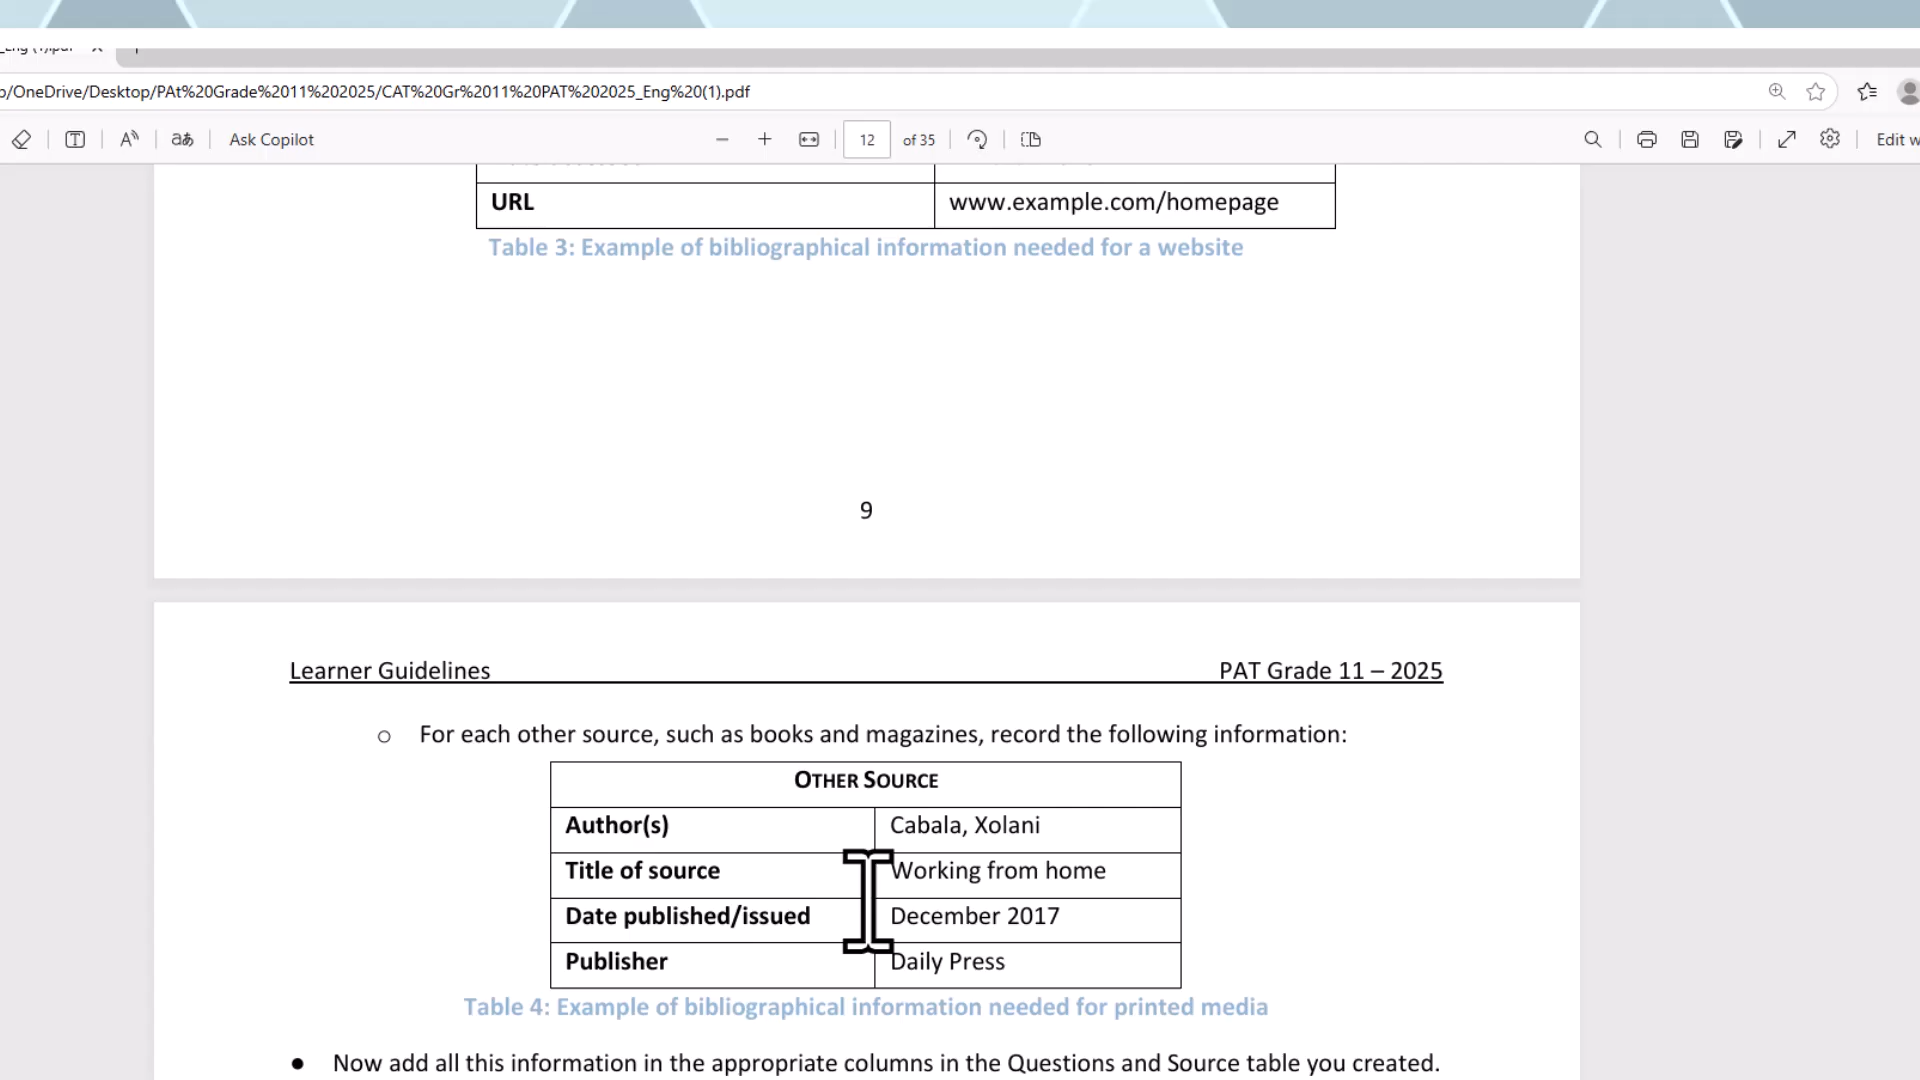 b/OneDrive/Desktop/PAt%20Grade%2011%202025/CAT%20Gr%2011%20PAT%202025_Eng%20(1).pdf
Ask Copilot
12 of 35
Edit w
URL www.example.com/homepage
Table 3: Example of bibliographical information needed for a website
9
Learner Guidelines PAT Grade 11 – 2025
o For each other source, such as books and magazines, record the following information:
OTHER SOURCE
Author(s) Cabala, Xolani
Title of source Working from home
Date published/issued December 2017
Publisher Daily Press
Table 4: Example of bibliographical information needed for printed media
● Now add all this information in the appropriate columns in the Questions and Source table you created.